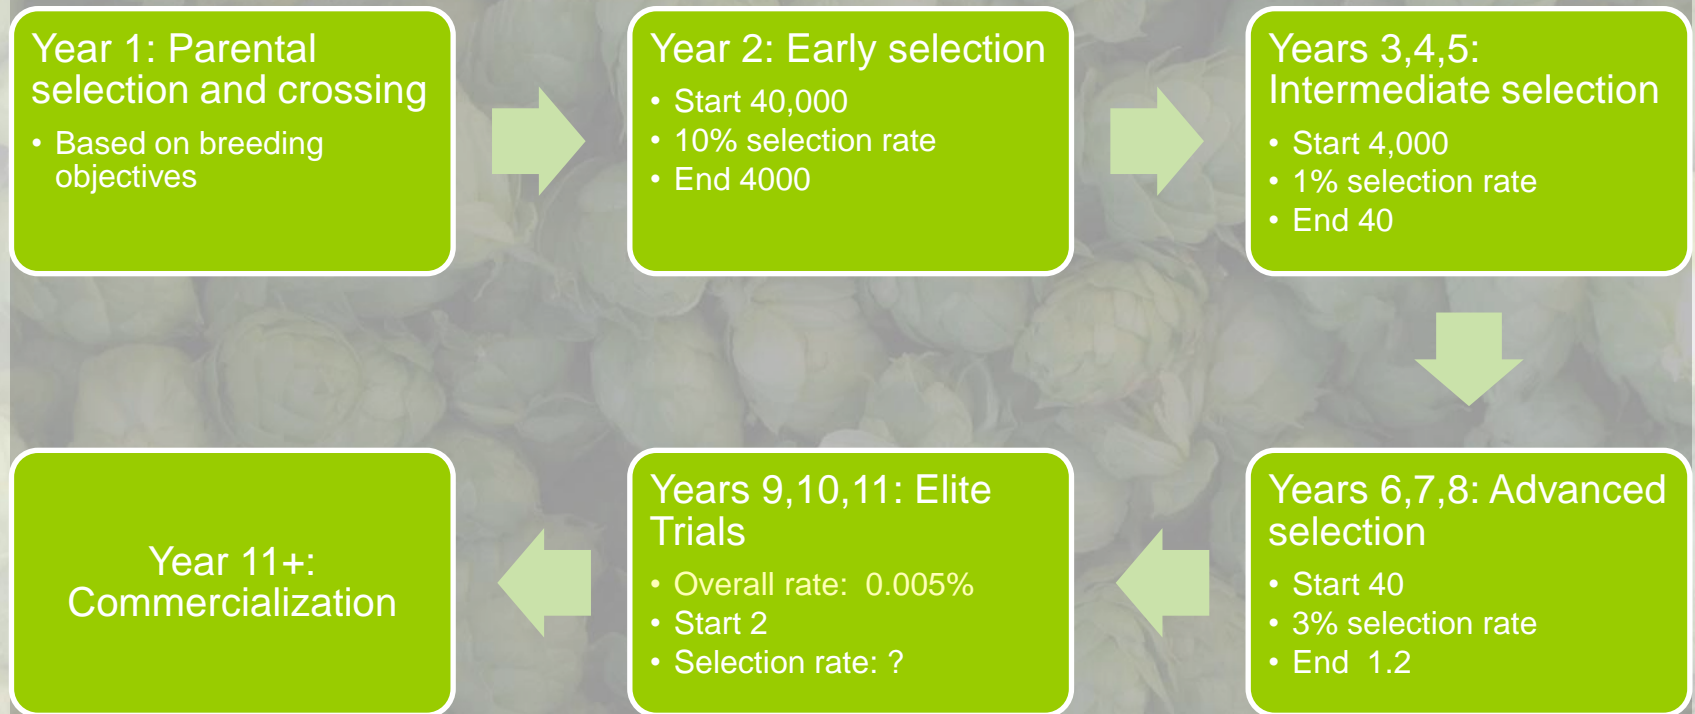 Year 1: Parental
selection and crossing
• Based on breeding
objectives
Year 2: Early selection
• Start 40,000
• 10% selection rate
• End 4000
Years 3,4,5:
Intermediate selection
• Start 4,000
• 1% selection rate
• End 40
Years 6,7,8: Advanced
selection
• Start 40
• 3% selection rate
• End  1.2
Years 9,10,11: Elite
Trials
• Overall rate:  0.005%
• Start 2
• Selection rate: ?
Year 11+:
Commercialization